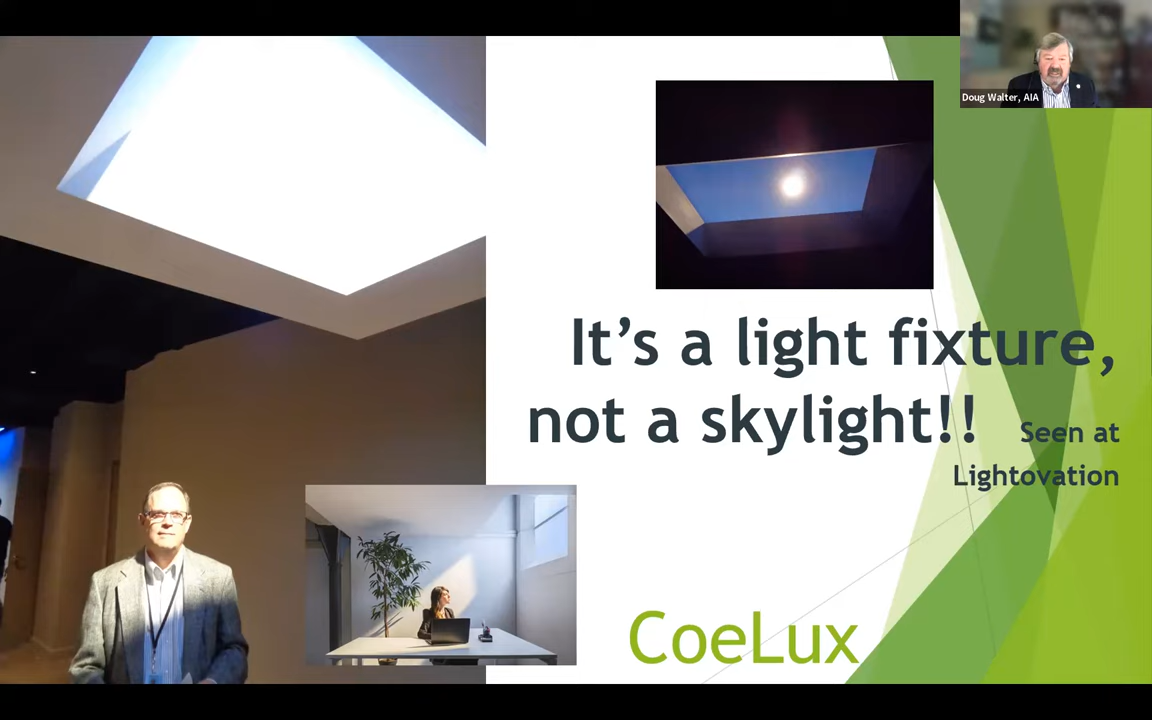 Doug Walter, AIA
It's a light fixture,
not a skylight!! Seen at
Lightovation
CoeLux